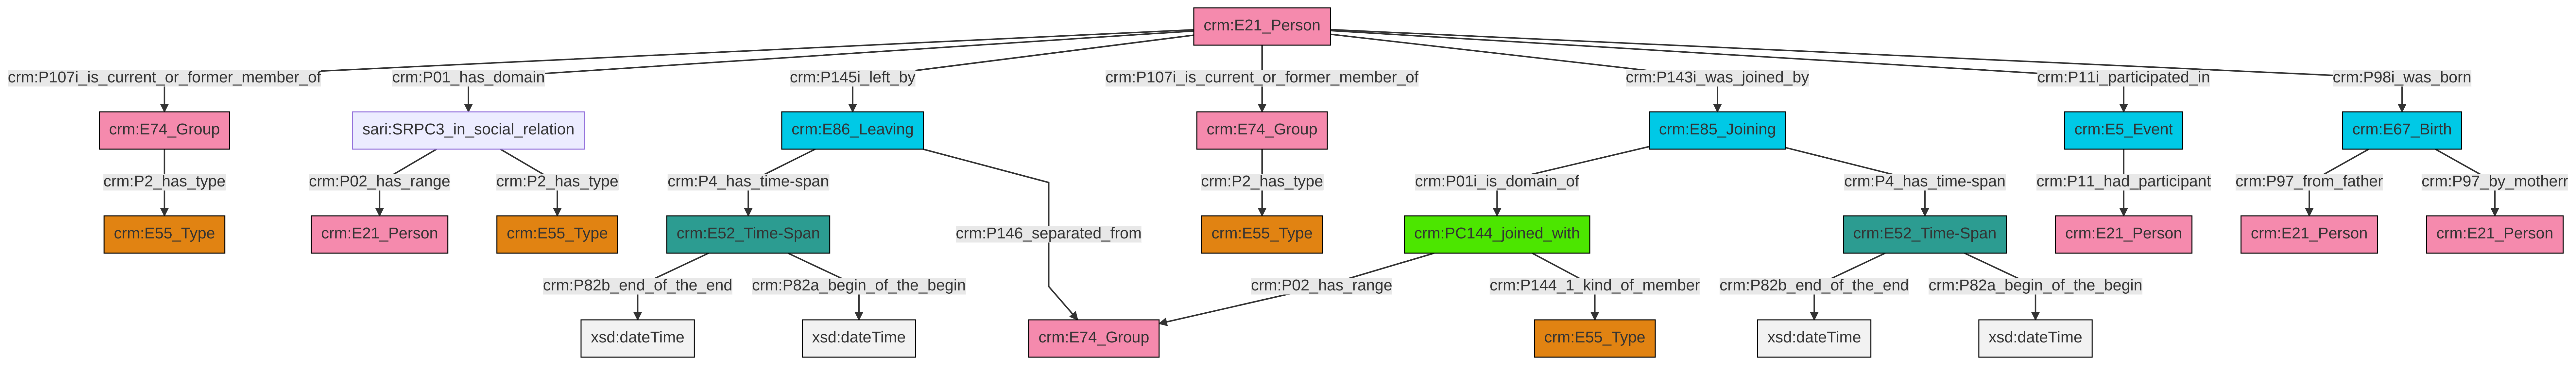 crm:E21_Person
crm:P107i_is_current_or_former_member_of
crm:P01_has_domain
crm:P145i_left_by
crm:P107i_is_current_or_former_member_of
crm:P143i_was_joined_by
crm:P11i_participated_in
crm:P98i_was_born
crm:E74_Group
sari:SRPC3_in_social_relation
crm:E86_Leaving
crm:E74_Group
crm:E85_Joining
crm:E5_Event
crm:E67_Birth
crm:P2_has_type
crm:P02_has_range
crm:P2_has_type
crm:P4_has_time-span
crm:P2_has_type
crm:P01i_is_domain_of
crm:P4_has_time-span
crm:P11_had_participant
crm:P97_from_father
crm:P97_by_motherr
crm:E55_Type
crm:E21_Person
crm:E55_Type
crm:E52_Time-Span
crm:P146_separated_from
crm:E55_Type
crm:PC144_joined_with
crm:E52_Time-Span
crm:E21_Person
crm:E21_Person
crm:E21_Person
crm:P82b_end_of_the_end
crm:P82a_begin_of_the_begin
crm:P02_has_range
crm:P144_1_kind_of_member
crm:P82b_end_of_the_end
crm:P82a_begin_of_the_begin
xsd:dateTime
xsd:dateTime
crm:E74_Group
crm:E55_Type
xsd:dateTime
xsd:dateTime